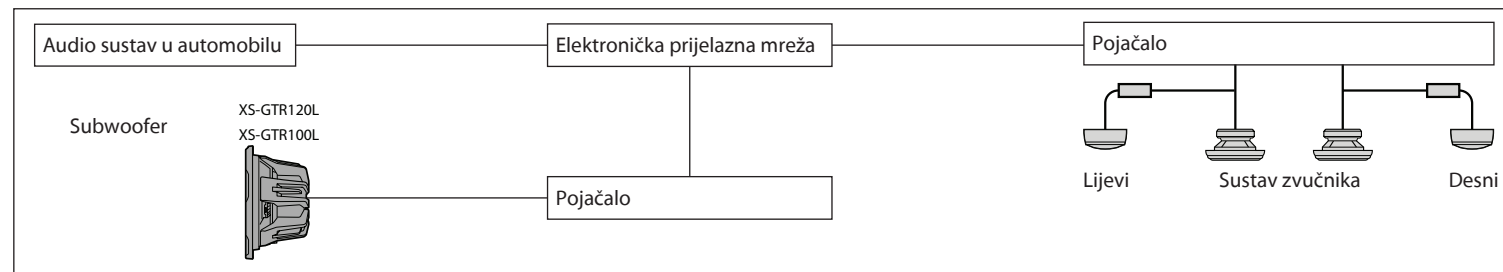 Audio sustav u automobilu
Elektronička prijelazna mreža
Pojačalo
XS-GTR120L
XS-GTR100L
Subwoofer
Pojačalo
Lijevi
Sustav zvučnika
Desni